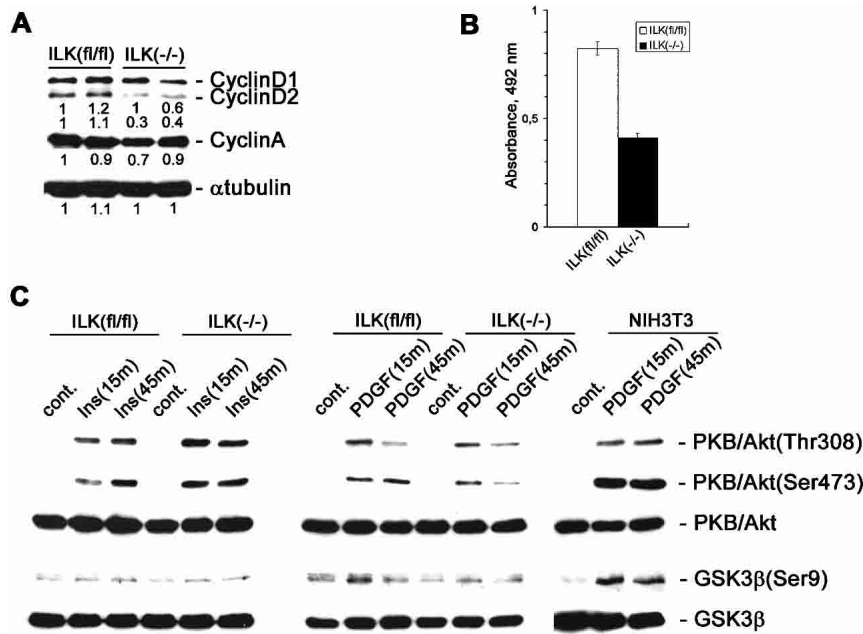 A
ILK(fl/fl) ILK(-/-)
- CyclinD1
- CyclinD2
1 1.2 1 0.6
1 1.1 0.3 0.4
- CyclinA
1 0.9 0.7 0.9
- αtubulin
1 1.1 1 1
B
ILK(fl/fl)
ILK(-/-)
Absorbance, 492 nm
1
0,5
0
ILK(fl/fl)
ILK(-/-)
C
ILK(fl/fl) ILK(-/-) ILK(fl/fl) ILK(-/-) NIH3T3
cont. Ins(15m) Ins(45m) cont. Ins(15m) Ins(45m) cont. PDGF(15m) PDGF(45m) cont. PDGF(15m) PDGF(45m) cont. PDGF(15m) PDGF(45m)
- PKB/Akt(Thr308)
- PKB/Akt(Ser473)
- PKB/Akt
- GSK3β(Ser9)
- GSK3β